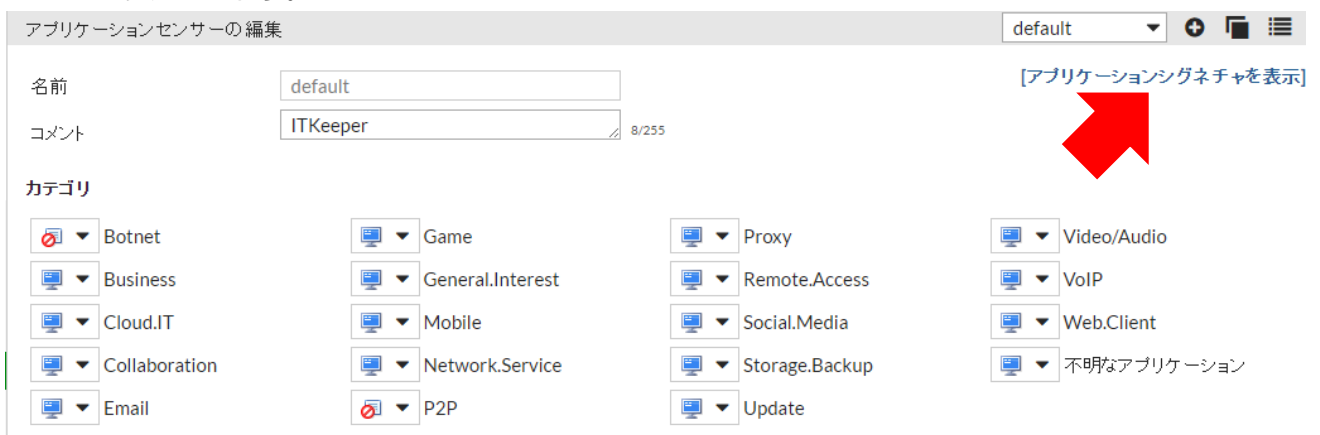 アプリケーションセンサーの編集 default
[アプリケーションシグネチャを表示]
名前 default
コメント ITKeeper 8/255
カテゴリ
Botnet Game Proxy Video/Audio
Business General.Interest Remote.Access VoIP
Cloud.IT Mobile Social.Media Web.Client
Collaboration Network.Service Storage.Backup 不明なアプリケーション
Email P2P Update